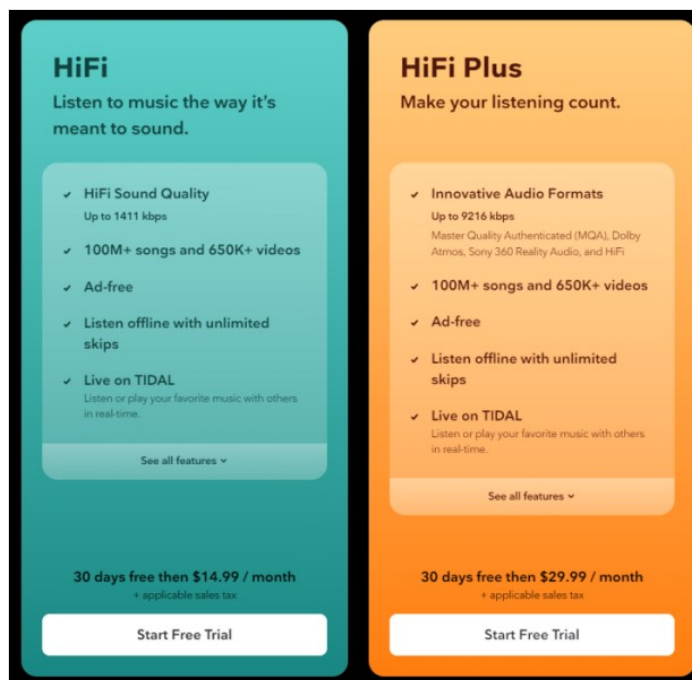 HiFi
Listen to music the way it's
meant to sound.
HiFi Sound Quality
Up to 1411 kbps
100M+ songs and 650K+ videos
Ad-free
Listen offline with unlimited
skips
Live on TIDAL
Listen or play your favorite music with others
in real-time.
See all features
30 days free then $14.99 / month
+ applicable sales tax
Start Free Trial
HiFi Plus
Make your listening count.
Innovative Audio Formats
Up to 9216 kbps
Master Quality Authenticated (MQA), Dolby
Atmos, Sony 360 Reality Audio, and HiFi
100M+ songs and 650K+ videos
Ad-free
Listen offline with unlimited
skips
Live on TIDAL
Listen or play your favorite music with others
in real-time.
See all features
30 days free then $29.99 / month
+ applicable sales tax
Start Free Trial